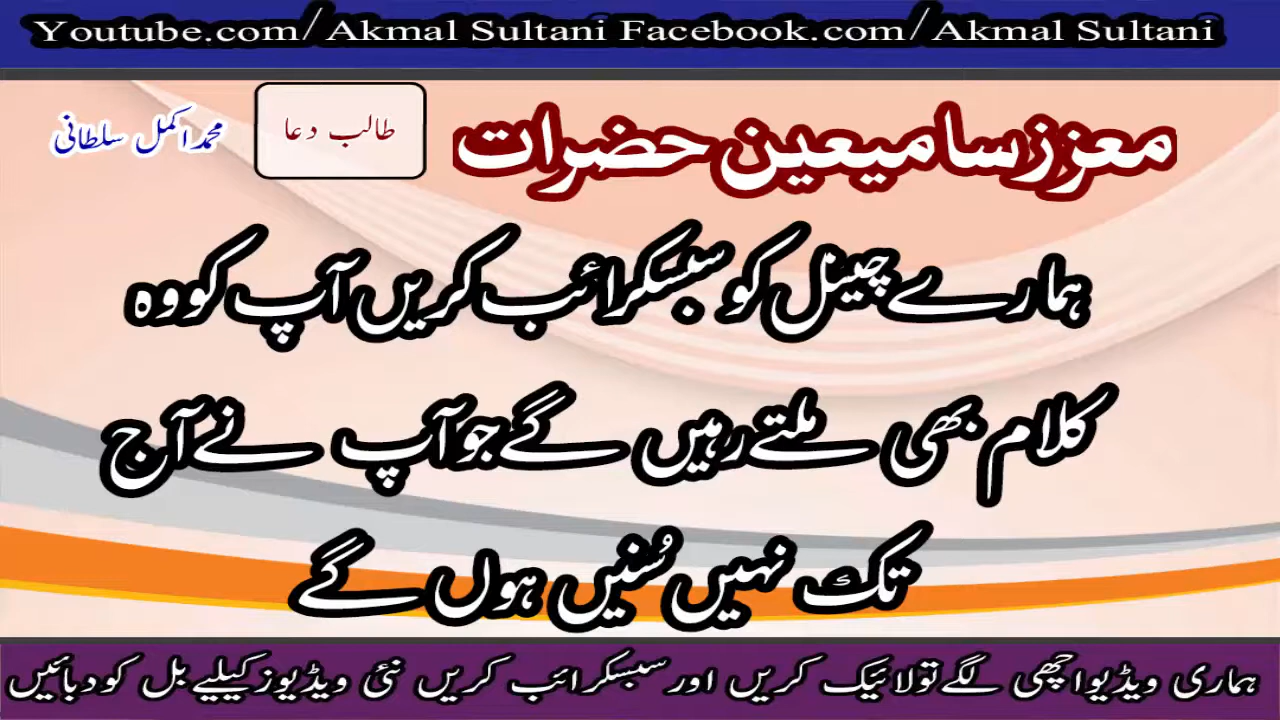 Youtube.com/Akmal Sultani Facebook.com/Akmal Sultani
معزز سامیعین حضرات
طالب دعا
محمد اکمل سلطانی
ہمارے چینل کو سبسکرائب کریں آپ کو وہ
کلام بھی ملتے رہیں گے جو آپ نے آج
تک نہیں سُنیں ہوں گے
ہماری ویڈیو اچھی لگے تو لائیک کریں اور سبسکرائب کریں نئی ویڈیوز کیلیے بل کو دبائیں